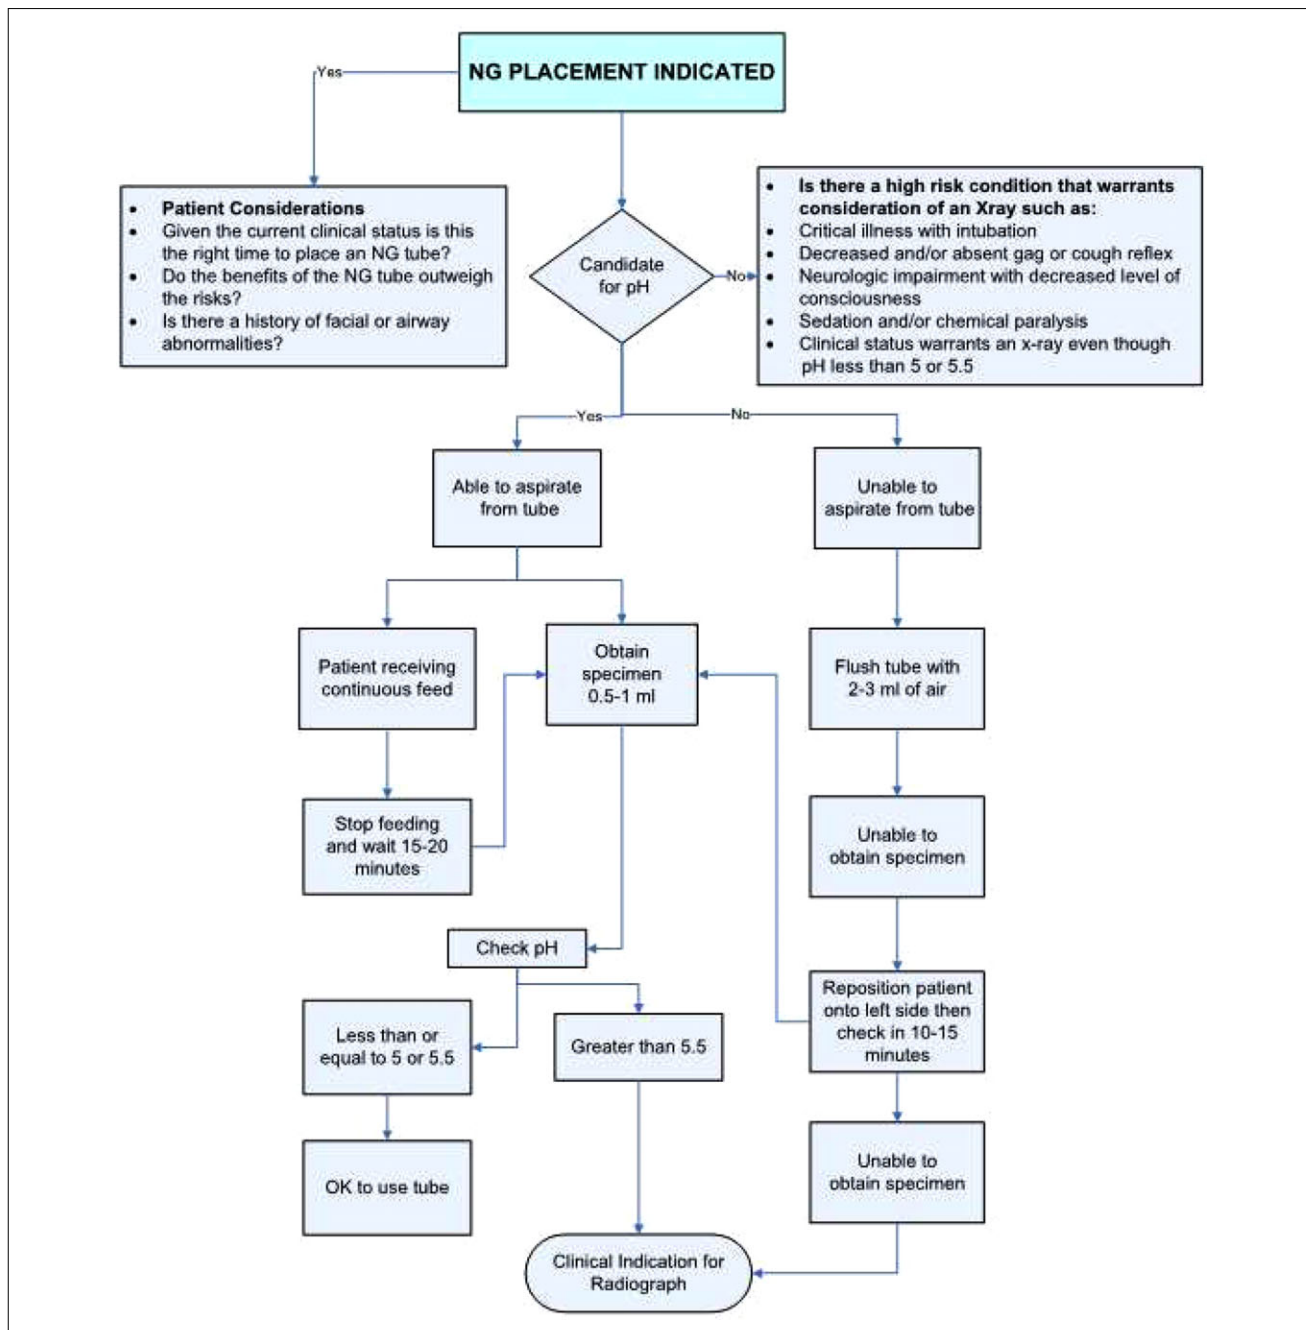 NG PLACEMENT INDICATED
Yes
• Patient Considerations
• Given the current clinical status is this
the right time to place an NG tube?
• Do the benefits of the NG tube outweigh
the risks?
• Is there a history of facial or airway
abnormalities?
Candidate
for pH
No
• Is there a high risk condition that warrants
consideration of an Xray such as:
• Critical illness with intubation
• Decreased and/or absent gag or cough reflex
• Neurologic impairment with decreased level of
consciousness
• Sedation and/or chemical paralysis
• Clinical status warrants an x-ray even though
pH less than 5 or 5.5
Yes
No
Able to aspirate
from tube
Unable to
aspirate from tube
Patient receiving
continuous feed
Obtain
specimen
0.5-1 ml
Flush tube with
2-3 ml of air
Stop feeding
and wait 15-20
minutes
Unable to
obtain specimen
Check pH
Reposition patient
onto left side then
check in 10-15
minutes
Less than or
equal to 5 or 5.5
Greater than 5.5
OK to use tube
Unable to
obtain specimen
Clinical Indication for
Radiograph